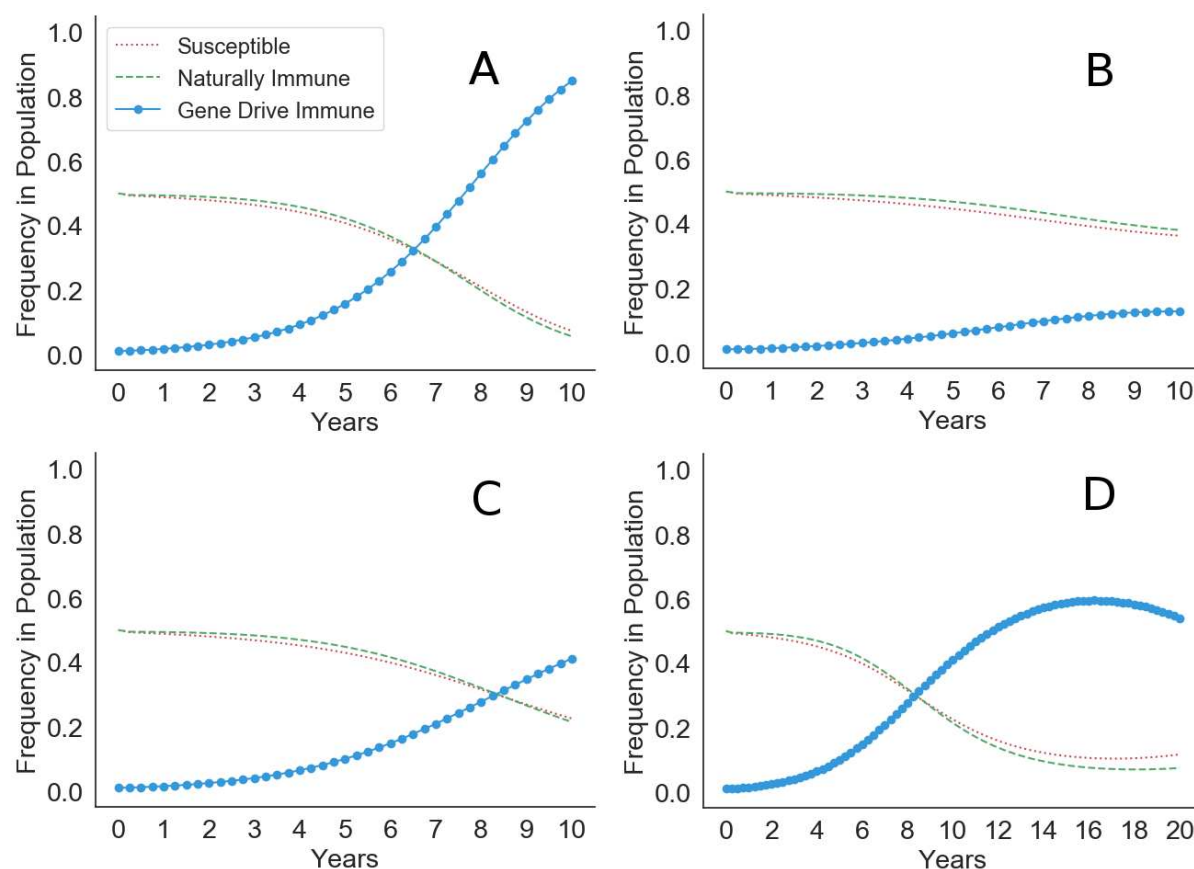 Susceptible
Naturally Immune
Gene Drive Immune
A
Frequency in Population
1.0
0.8
0.6
0.4
0.2
0.0
0 1 2 3 4 5 6 7 8 9 10
Years
B
Frequency in Population
1.0
0.8
0.6
0.4
0.2
0.0
0 1 2 3 4 5 6 7 8 9 10
Years
C
Frequency in Population
1.0
0.8
0.6
0.4
0.2
0.0
0 1 2 3 4 5 6 7 8 9 10
Years
D
Frequency in Population
1.0
0.8
0.6
0.4
0.2
0.0
0 2 4 6 8 10 12 14 16 18 20
Years